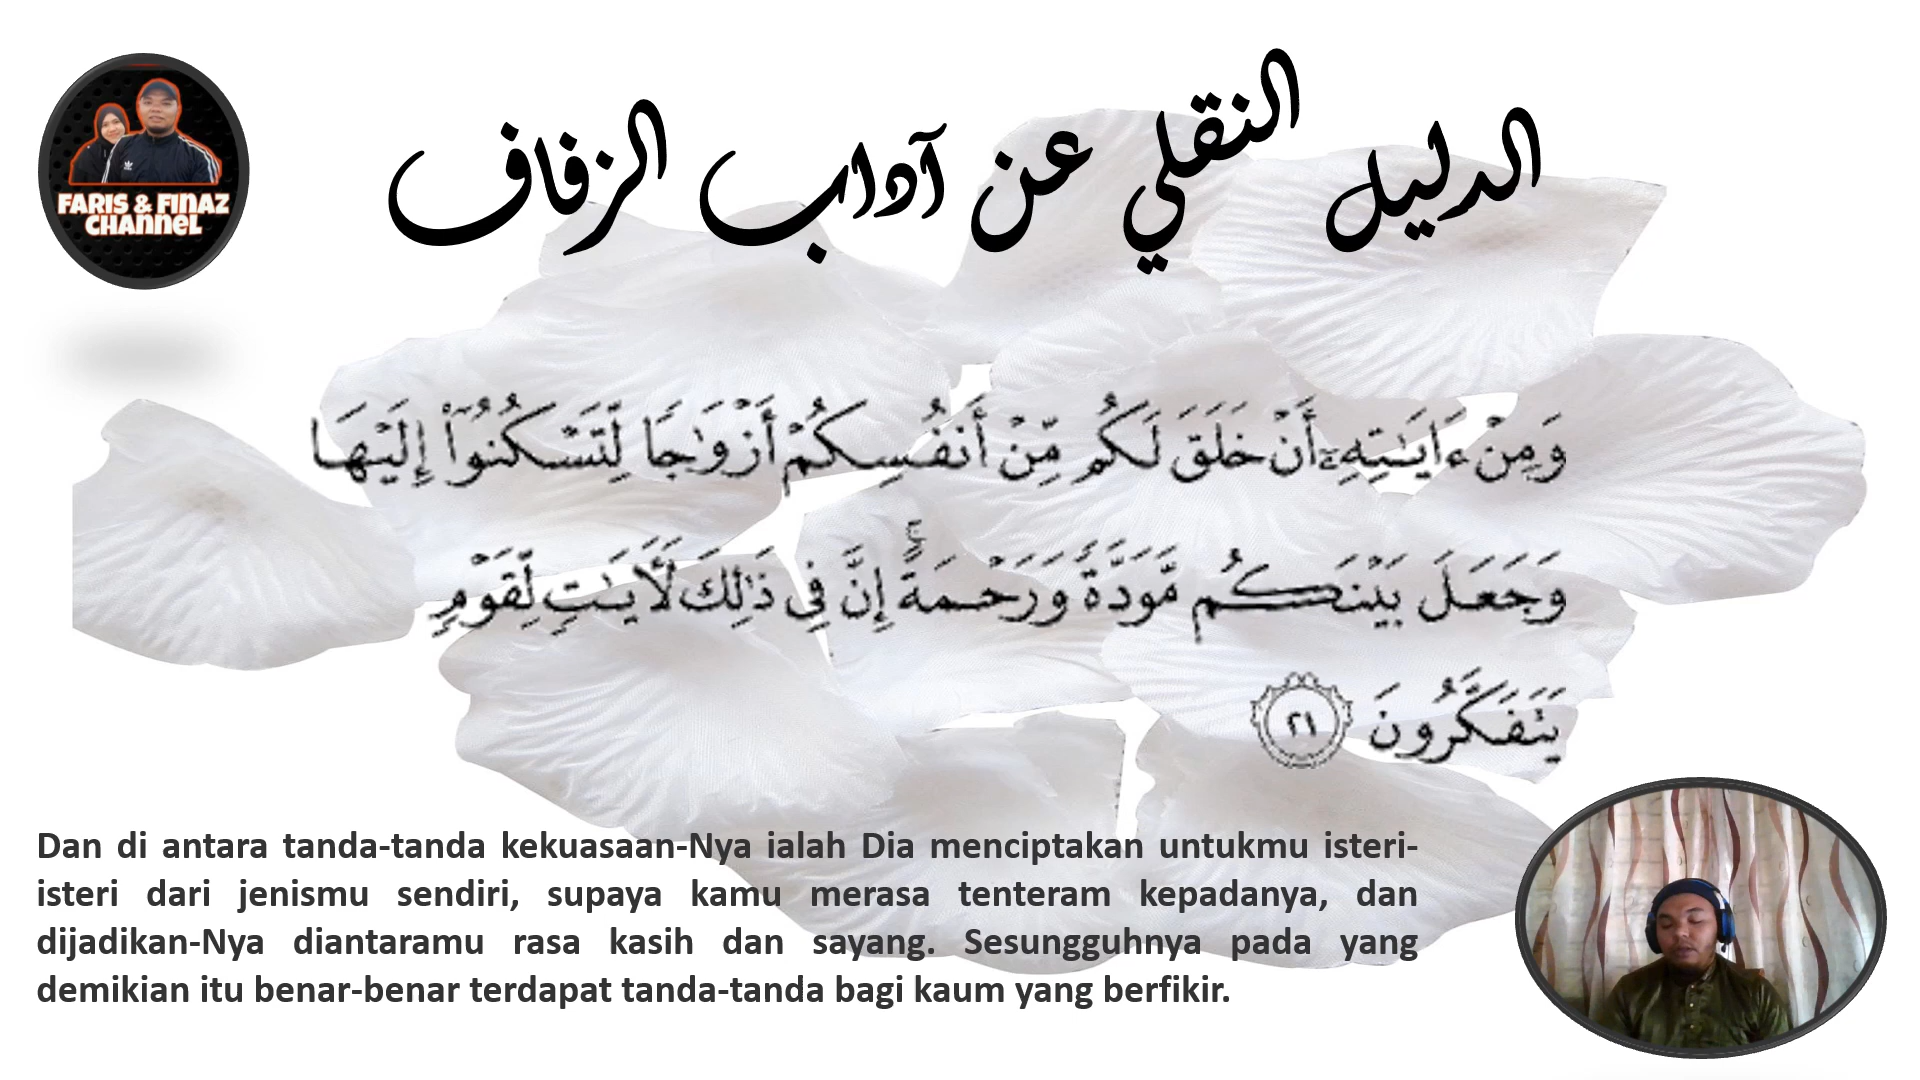 FARIS & FINAZ
CHANNEL
الدليل النقلي عن آداب الزفاف
وَمِنْ ءَايَٰتِهِۦٓ أَنْ خَلَقَ لَكُم مِّنْ أَنفُسِكُمْ أَزْوَٰجًا لِّتَسْكُنُوٓا۟ إِلَيْهَا
وَجَعَلَ بَيْنَكُم مَّوَدَّةً وَرَحْمَةً ۚ إِنَّ فِى ذَٰلِكَ لَءَايَٰتٍ لِّقَوْمٍ
يَتَفَكَّرُونَ ٢١
Dan di antara tanda-tanda kekuasaan-Nya ialah Dia menciptakan untukmu isteri-
isteri dari jenismu sendiri, supaya kamu merasa tenteram kepadanya, dan
dijadikan-Nya diantaramu rasa kasih dan sayang. Sesungguhnya pada yang
demikian itu benar-benar terdapat tanda-tanda bagi kaum yang berfikir.